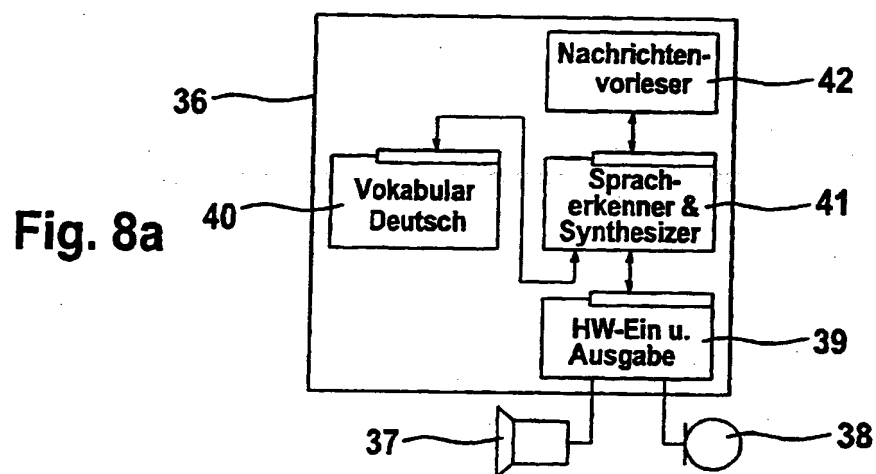 Nachrichten-
vorleser
42
36
Vokabular
Deutsch
40
Sprach-
erkenner &
Synthesizer
41
Fig. 8a
HW-Ein u.
Ausgabe
39
37
38